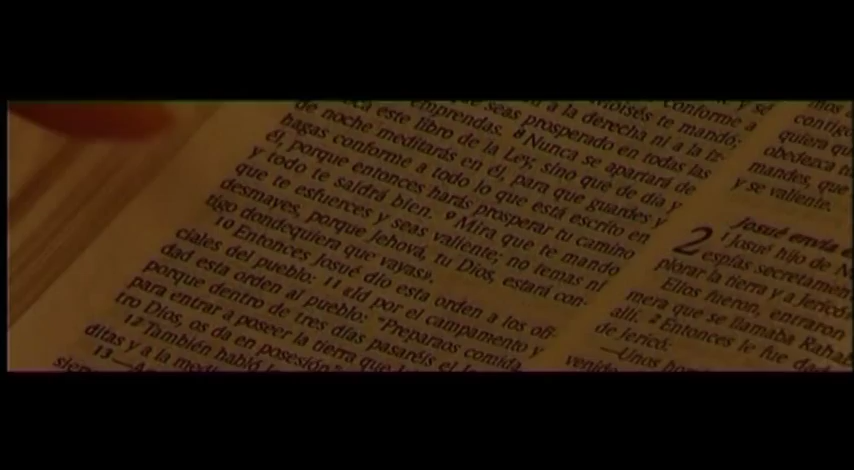 conforme a
Moisés te mandó;
a la derecha ni a la iz-
emprendas. seas prosperado en todas las
este libro de la Ley, sino que de día y
8 Nunca se apartará de
de noche meditarás en él, para que guardes y
hagas conforme a todo lo que está escrito en
él, porque entonces harás prosperar tu camino
y todo te saldrá bien. 9 Mira que te mando
que te esfuerces y seas valiente; no temas ni
desmayes, porque Jehová, tu Dios, estará con-
tigo dondequiera que vayas».
10 Entonces Josué dio esta orden a los ofi-
ciales del pueblo: 11 «Id por el campamento y
dad esta orden al pueblo: "Preparaos comida,
porque dentro de tres días pasaréis el
para entrar a poseer la tierra que
tro Dios, os da en posesión".
12 También habló
ditas y a la
13 —
contigo
quiera
obedezca
mandes, que
y se valiente.
2 Josué envía
1 Josué hijo de
espías secretamen
plorar la tierra y a Jericó
Ellos fueron, entraron
mera que se llamaba Rahab
allí. 2 Entonces le fue
de Jericó:
—Unos